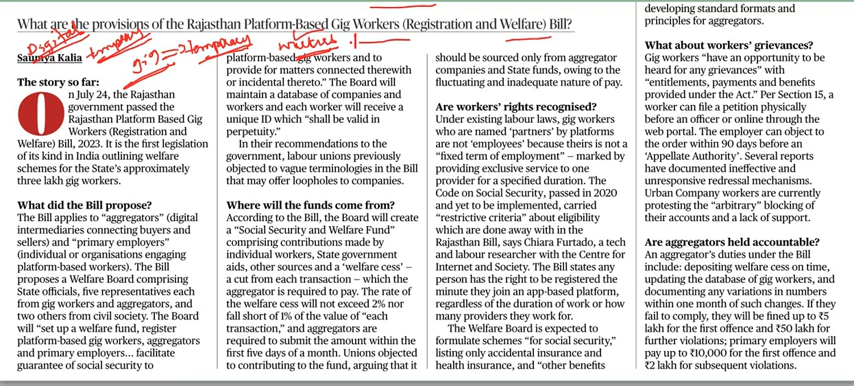 What are the provisions of the Rajasthan Platform-Based Gig Workers (Registration and Welfare) Bill?
Digital
gig =
Saumya Kalia
The story so far:
On July 24, the Rajasthan
government passed the
Rajasthan Platform Based Gig
Workers (Registration and
Welfare) Bill, 2023. It is the first legislation
of its kind in India outlining welfare
schemes for the State's approximately
three lakh gig workers.
What did the Bill propose?
The Bill applies to "aggregators" (digital
intermediaries connecting buyers and
sellers) and "primary employers"
(individual or organisations engaging
platform-based workers). The Bill
proposes a Welfare Board comprising
State officials, five representatives each
from gig workers and aggregators, and
two others from civil society. The Board
will "set up a welfare fund, register
platform-based gig workers, aggregators
and primary employers... facilitate
guarantee of social security to
platform-based gig workers and to
provide for matters connected therewith
or incidental thereto." The Board will
maintain a database of companies and
workers and each worker will receive a
unique ID which "shall be valid in
perpetuity."
In their recommendations to the
government, labour unions previously
objected to vague terminologies in the Bill
that may offer loopholes to companies.
Where will the funds come from?
According to the Bill, the Board will create
a "Social Security and Welfare Fund"
comprising contributions made by
individual workers, State government
aids, other sources and a 'welfare cess' –
a cut from each transaction – which the
aggregator is required to pay. The rate of
the welfare cess will not exceed 2% nor
fall short of 1% of the value of "each
transaction," and aggregators are
required to submit the amount within the
first five days of a month. Unions objected
to contributing to the fund, arguing that it
should be sourced only from aggregator
companies and State funds, owing to the
fluctuating and inadequate nature of pay.
Are workers' rights recognised?
Under existing labour laws, gig workers
who are named 'partners' by platforms
are not 'employees' because theirs is not a
"fixed term of employment" – marked by
providing exclusive service to one
provider for a specified duration. The
Code on Social Security, passed in 2020
and yet to be implemented, carried
"restrictive criteria" about eligibility
which are done away with in the
Rajasthan Bill, says Chiara Furtado, a tech
and labour researcher with the Centre for
Internet and Society. The Bill states any
person has the right to be registered the
minute they join an app-based platform,
regardless of the duration of work or how
many providers they work for.
The Welfare Board is expected to
formulate schemes "for social security,"
listing only accidental insurance and
health insurance, and "other benefits
developing standard formats and
principles for aggregators.
What about workers' grievances?
Gig workers "have an opportunity to be
heard for any grievances" with
"entitlements, payments and benefits
provided under the Act." Per Section 15, a
worker can file a petition physically
before an officer or online through the
web portal. The employer can object to
the order within 90 days before an
'Appellate Authority'. Several reports
have documented ineffective and
unresponsive redressal mechanisms.
Urban Company workers are currently
protesting the "arbitrary" blocking of
their accounts and a lack of support.
Are aggregators held accountable?
An aggregator's duties under the Bill
include: depositing welfare cess on time,
updating the database of gig workers, and
documenting any variations in numbers
within one month of such changes. If they
fail to comply, they will be fined up to ₹5
lakh for the first offence and ₹50 lakh for
further violations; primary employers will
pay up to ₹10,000 for the first offence and
₹2 lakh for subsequent violations.